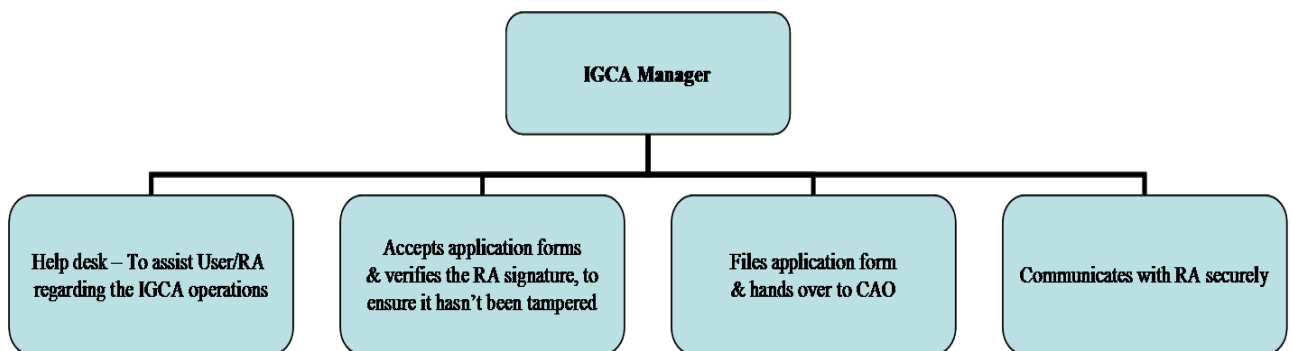 IGCA Manager
Help desk – To assist User/RA
regarding the IGCA operations
Accepts application forms
& verifies the RA signature, to
ensure it hasn't been tampered
Files application form
& hands over to CAO
Communicates with RA securely